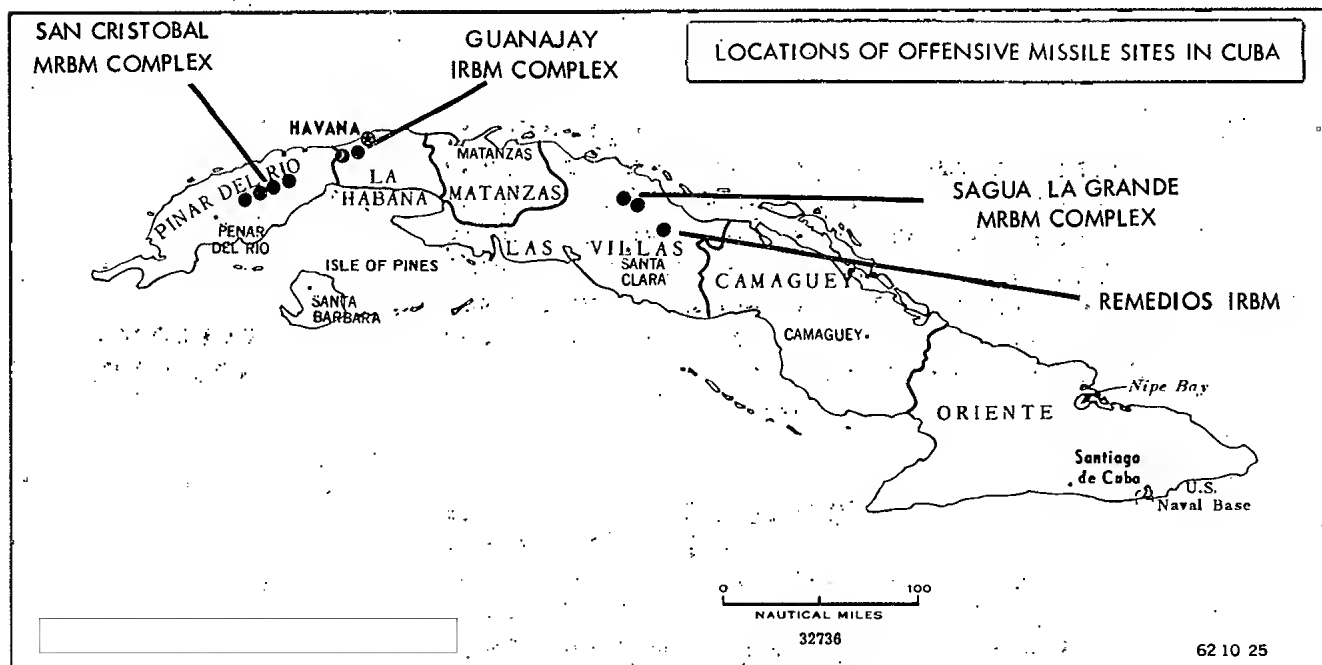 SAN CRISTOBAL
MRBM COMPLEX
GUANAJAY
IRBM COMPLEX
LOCATIONS OF OFFENSIVE MISSILE SITES IN CUBA
HAVANA
PINAR DEL RIO
PENAR
DEL RIO
LA
HABANA
MATANZAS
MATANZAS
ISLE OF PINES
SANTA
BARBARA
LAS VILLAS
SANTA
CLARA
SAGUA LA GRANDE
MRBM COMPLEX
CAMAGUEY
CAMAGUEY
REMEDIOS IRBM
Nipe Bay
ORIENTE
Santiago
de Cuba
U.S.
Naval Base
0 100
NAUTICAL MILES
32736
62 10 25